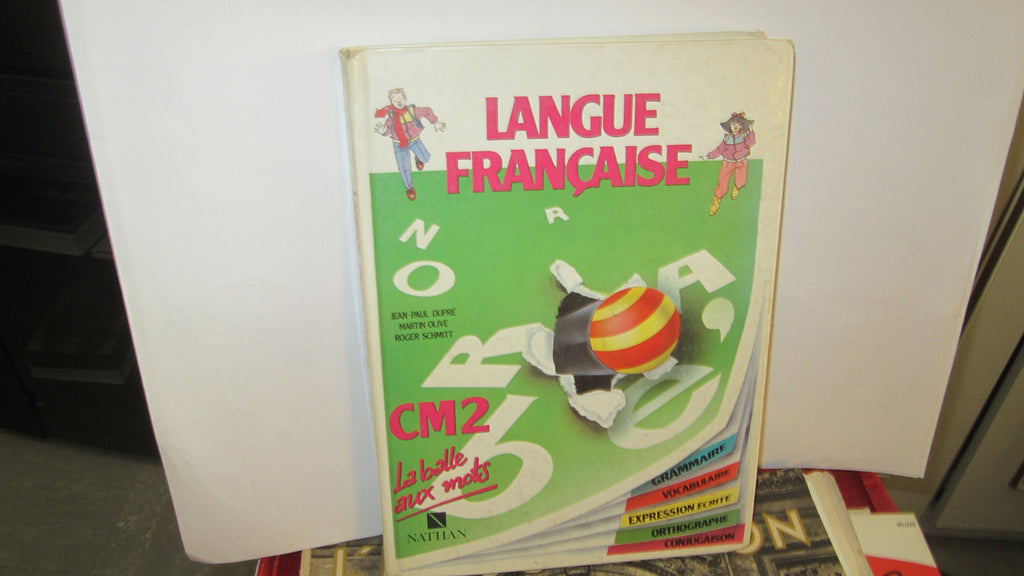 LANGUE
FRANÇAISE
R
N
O
A
JEAN-PAUL DUPRÉ
MARTIN OLIVE
ROGER SCHMITT
R
,
e
CM2
La balle
aux mots
NATHAN
GRAMMAIRE
VOCABULAIRE
EXPRESSION ECRITE
ORTHOGRAPHE
CONJUGAISON
L'
ON